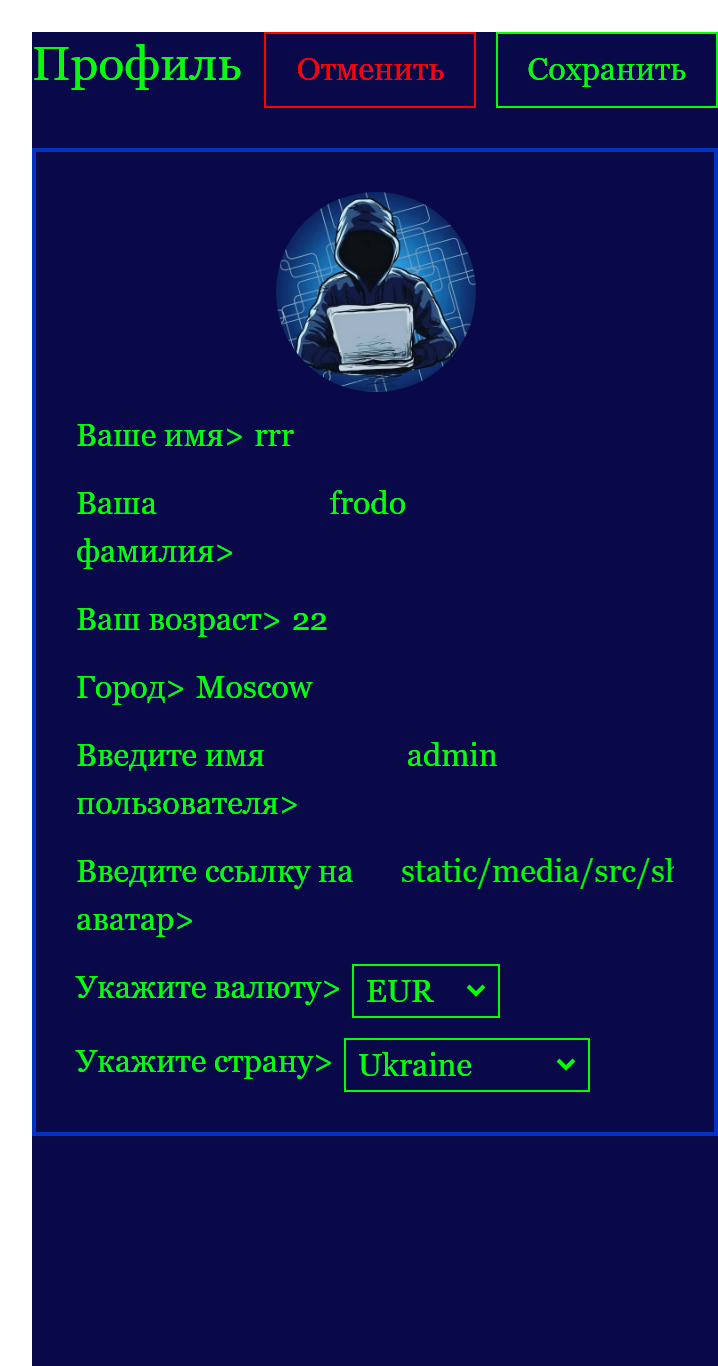 Профиль Отменить Сохранить
Ваше имя> rrr
Ваша frodo
фамилия>
Ваш возраст> 22
Город> Moscow
Введите имя admin
пользователя>
Введите ссылку на static/media/src/sh
аватар>
Укажите валюту> EUR
Укажите страну> Ukraine